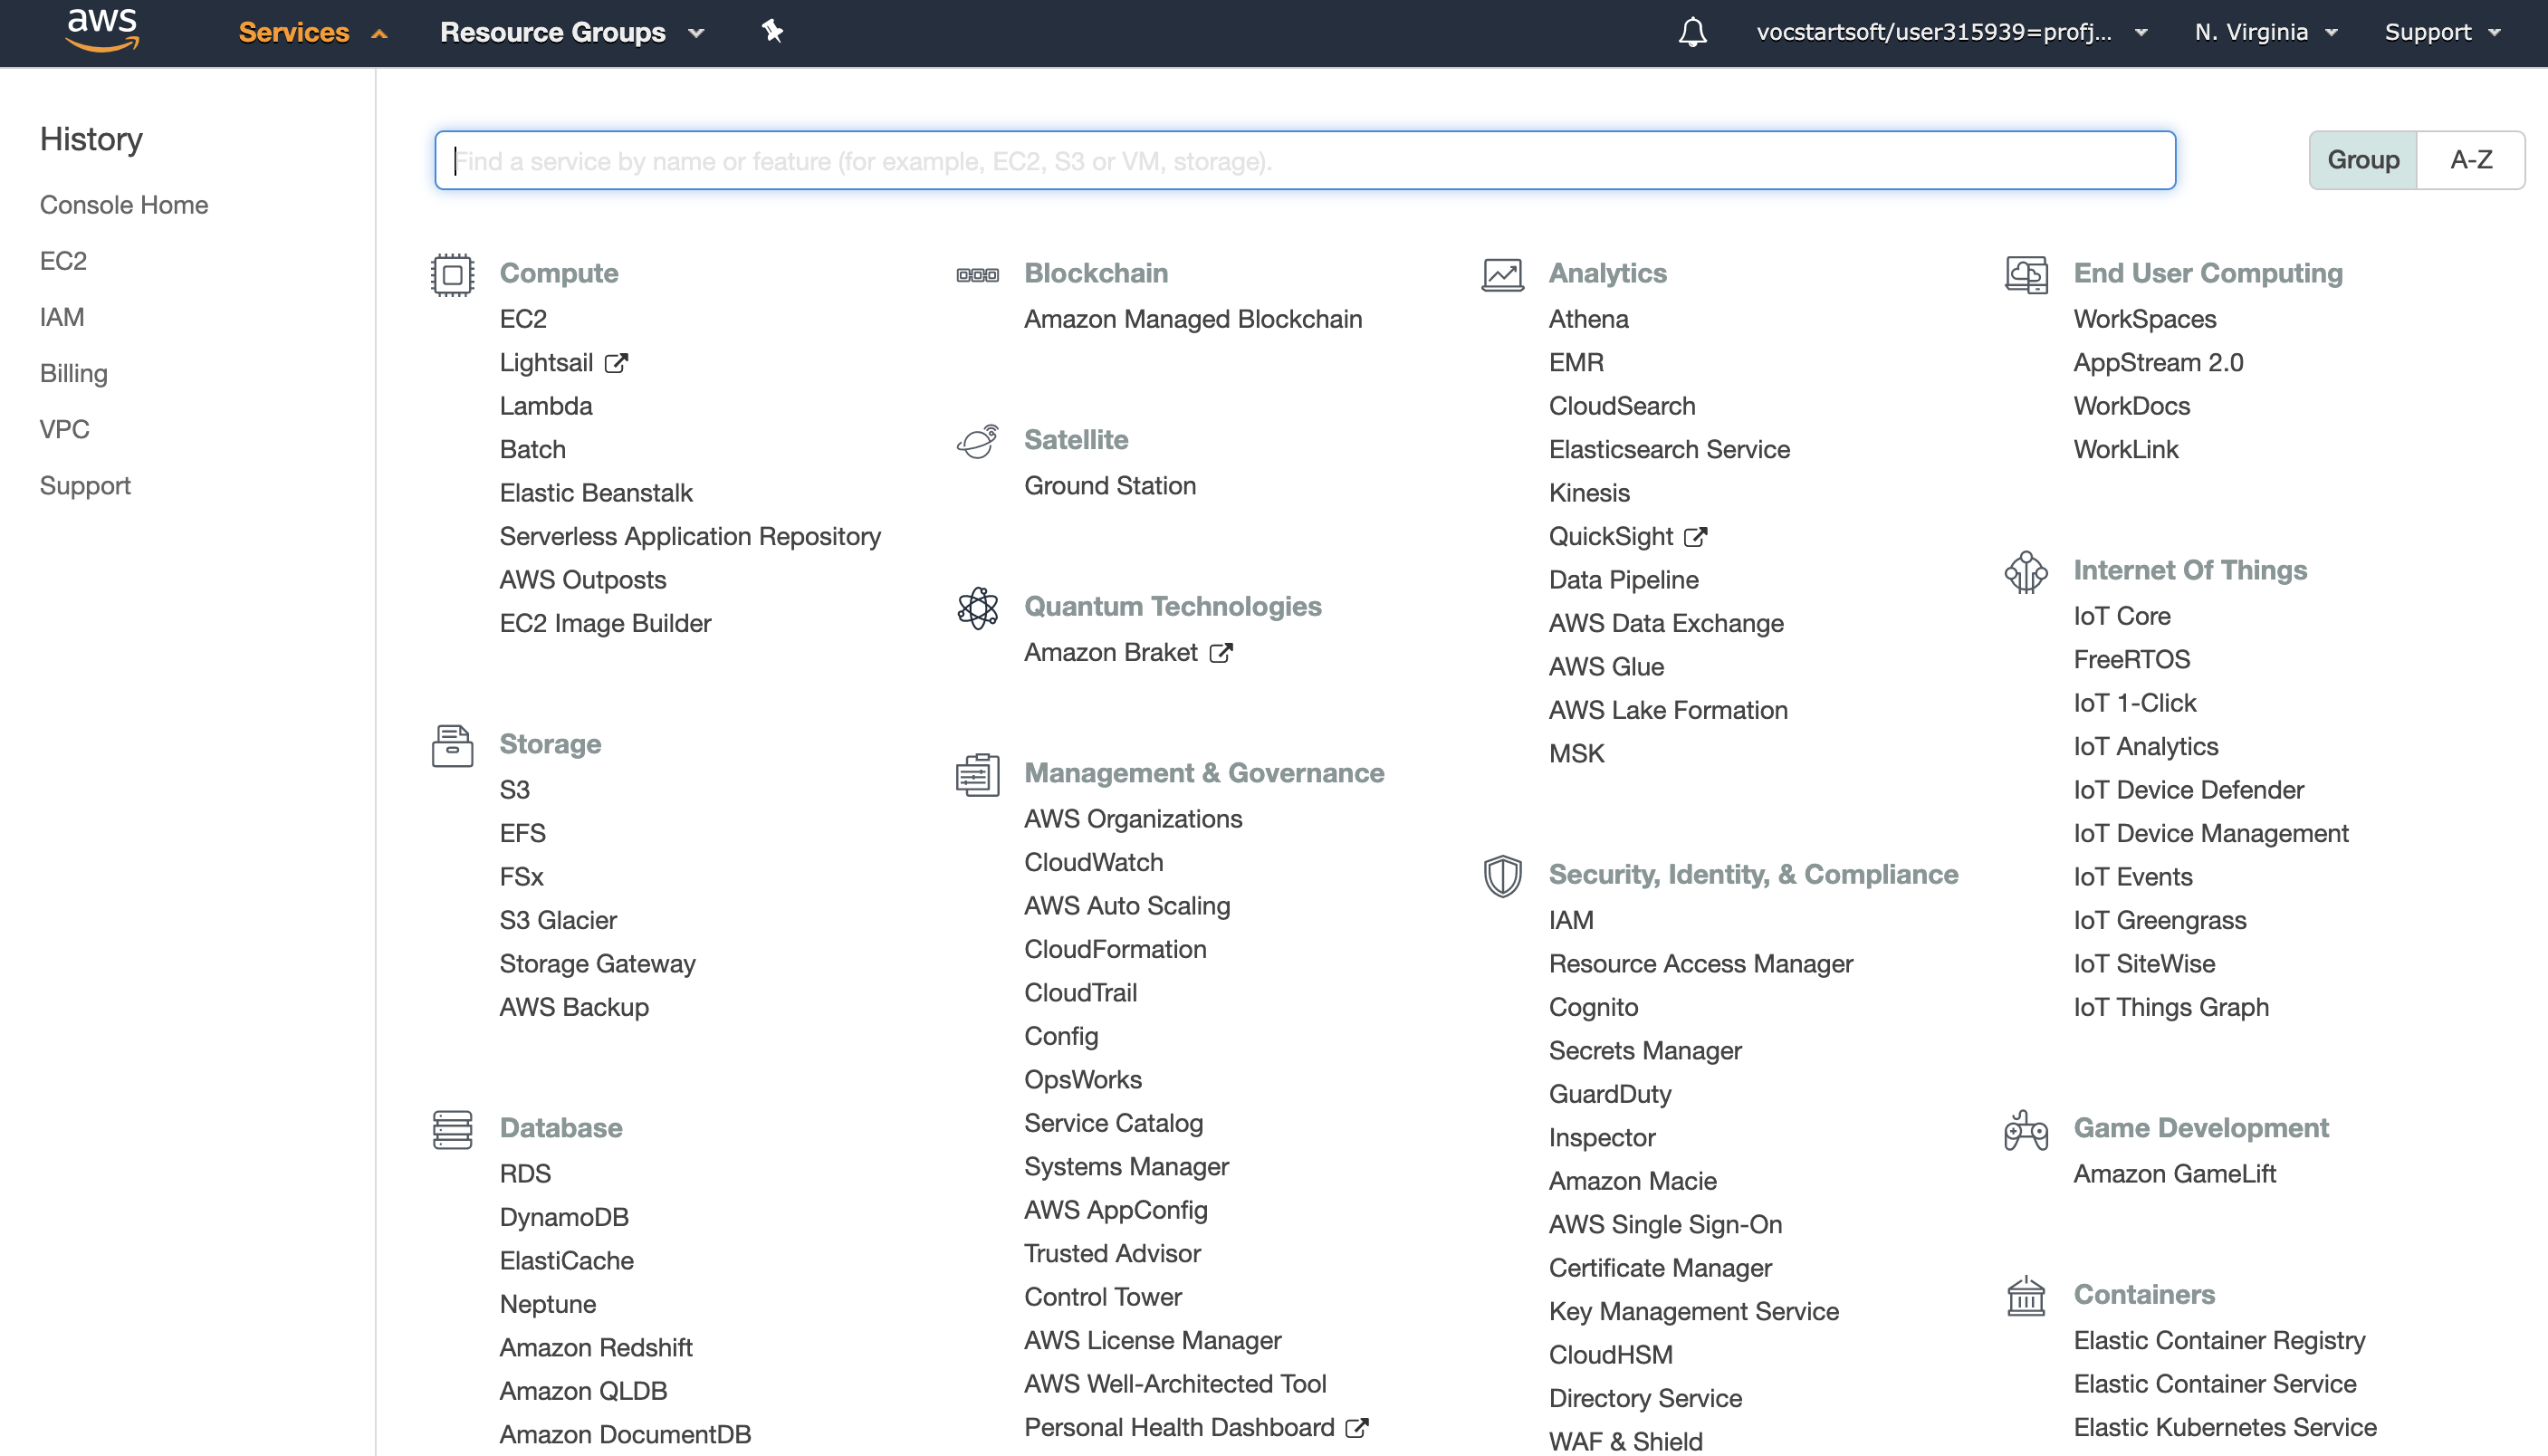 aws
Services
Resource Groups
vocstartsoft/user315939=profj...
N. Virginia
Support
History
Console Home
EC2
IAM
Billing
VPC
Support
Find a service by name or feature (for example, EC2, S3 or VM, storage).
Group
A-Z
Compute
EC2
Lightsail
Lambda
Batch
Elastic Beanstalk
Serverless Application Repository
AWS Outposts
EC2 Image Builder
Storage
S3
EFS
FSx
S3 Glacier
Storage Gateway
AWS Backup
Database
RDS
DynamoDB
ElastiCache
Neptune
Amazon Redshift
Amazon QLDB
Amazon DocumentDB
Blockchain
Amazon Managed Blockchain
Satellite
Ground Station
Quantum Technologies
Amazon Braket
Management & Governance
AWS Organizations
CloudWatch
AWS Auto Scaling
CloudFormation
CloudTrail
Config
OpsWorks
Service Catalog
Systems Manager
AWS AppConfig
Trusted Advisor
Control Tower
AWS License Manager
AWS Well-Architected Tool
Personal Health Dashboard
Analytics
Athena
EMR
CloudSearch
Elasticsearch Service
Kinesis
QuickSight
Data Pipeline
AWS Data Exchange
AWS Glue
AWS Lake Formation
MSK
Security, Identity, & Compliance
IAM
Resource Access Manager
Cognito
Secrets Manager
GuardDuty
Inspector
Amazon Macie
AWS Single Sign-On
Certificate Manager
Key Management Service
CloudHSM
Directory Service
WAF & Shield
End User Computing
WorkSpaces
AppStream 2.0
WorkDocs
WorkLink
Internet Of Things
IoT Core
FreeRTOS
IoT 1-Click
IoT Analytics
IoT Device Defender
IoT Device Management
IoT Events
IoT Greengrass
IoT SiteWise
IoT Things Graph
Game Development
Amazon GameLift
Containers
Elastic Container Registry
Elastic Container Service
Elastic Kubernetes Service